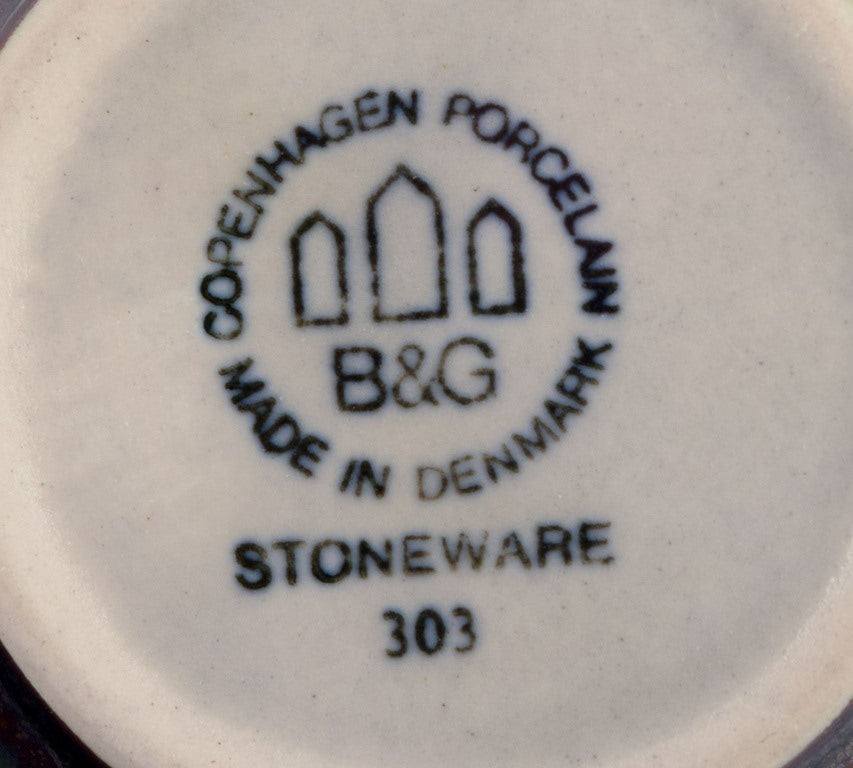 COPENHAGEN PORCELAIN
B&G
MADE IN DENMARK
STONEWARE
303